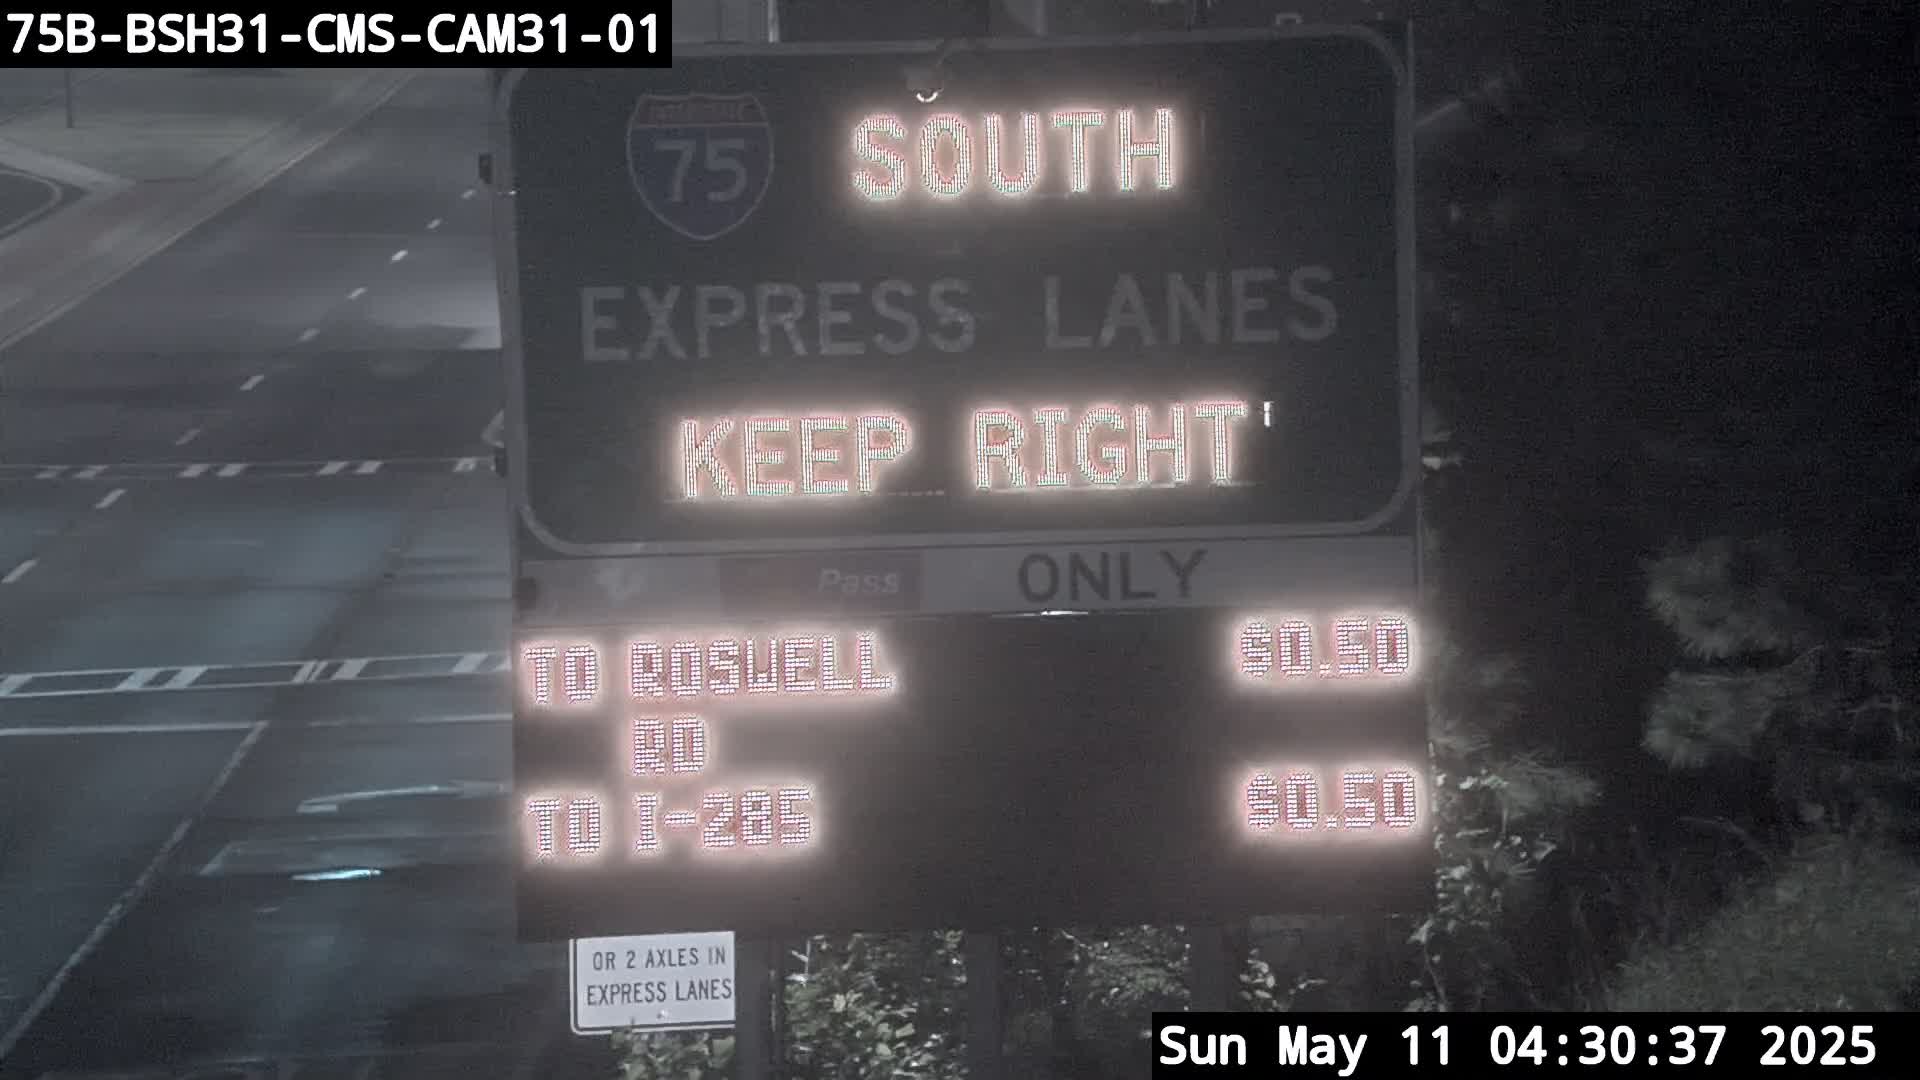 75B-BSH31-CMS-CAM31-01
75 SOUTH
EXPRESS LANES
KEEP RIGHT
Pass ONLY
TO ROSWELL $0.50
RD
TO I-285 $0.50
OR 2 AXLES IN
EXPRESS LANES
Sun May 11 04:30:37 2025